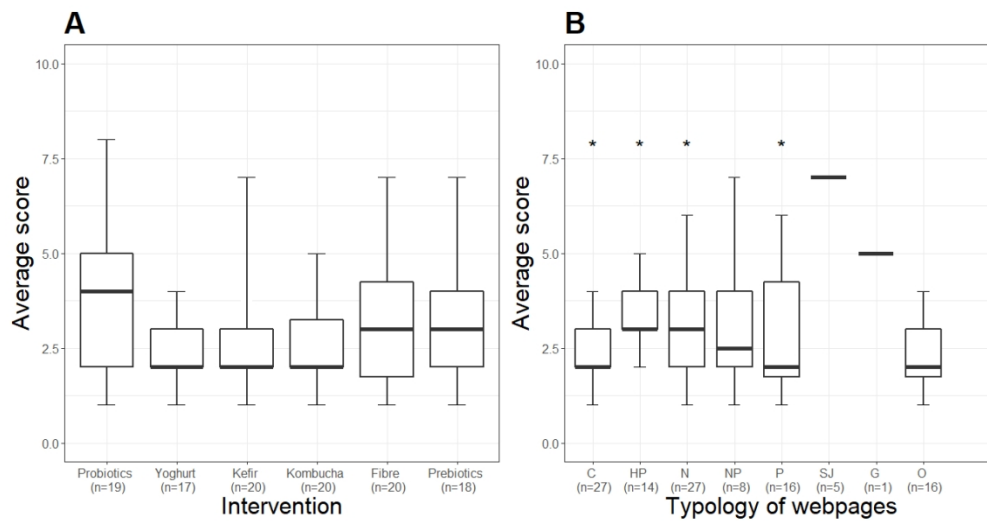 A
Average score
10.0
7.5
5.0
2.5
0.0
Probiotics Yoghurt Kefir Kombucha Fibre Prebiotics
(n=19) (n=17) (n=20) (n=20) (n=20) (n=18)
Intervention
B
Average score
10.0
7.5
5.0
2.5
0.0
* * * *
C HP N NP P SJ G O
(n=27) (n=14) (n=27) (n=8) (n=16) (n=5) (n=1) (n=16)
Typology of webpages